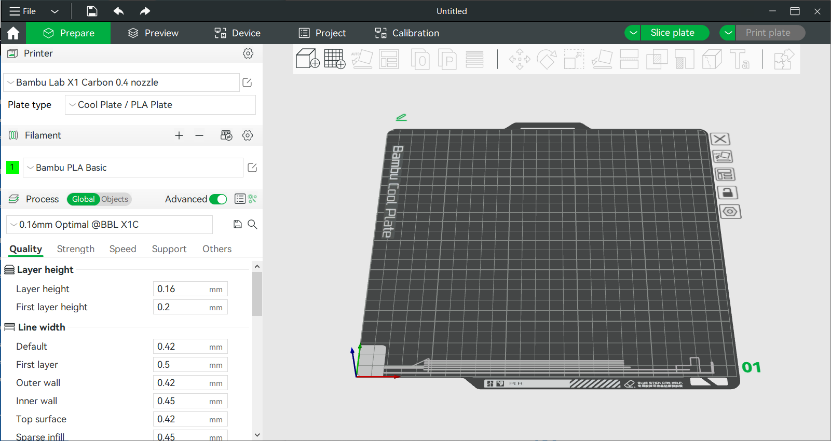 File
Untitled
Prepare
Preview
Device
Project
Calibration
Slice plate
Print plate
Printer
Bambu Lab X1 Carbon 0.4 nozzle
Plate type
Cool Plate / PLA Plate
Filament
1
Bambu PLA Basic
Process
Global
Objects
Advanced
0.16mm Optimal @BBL X1C
Quality
Strength
Speed
Support
Others
Layer height
Layer height 0.16 mm
First layer height 0.2 mm
Line width
Default 0.42 mm
First layer 0.5 mm
Outer wall 0.42 mm
Inner wall 0.45 mm
Top surface 0.42 mm
Sparse infill 0.45 mm
Bambu Cool Plate
01